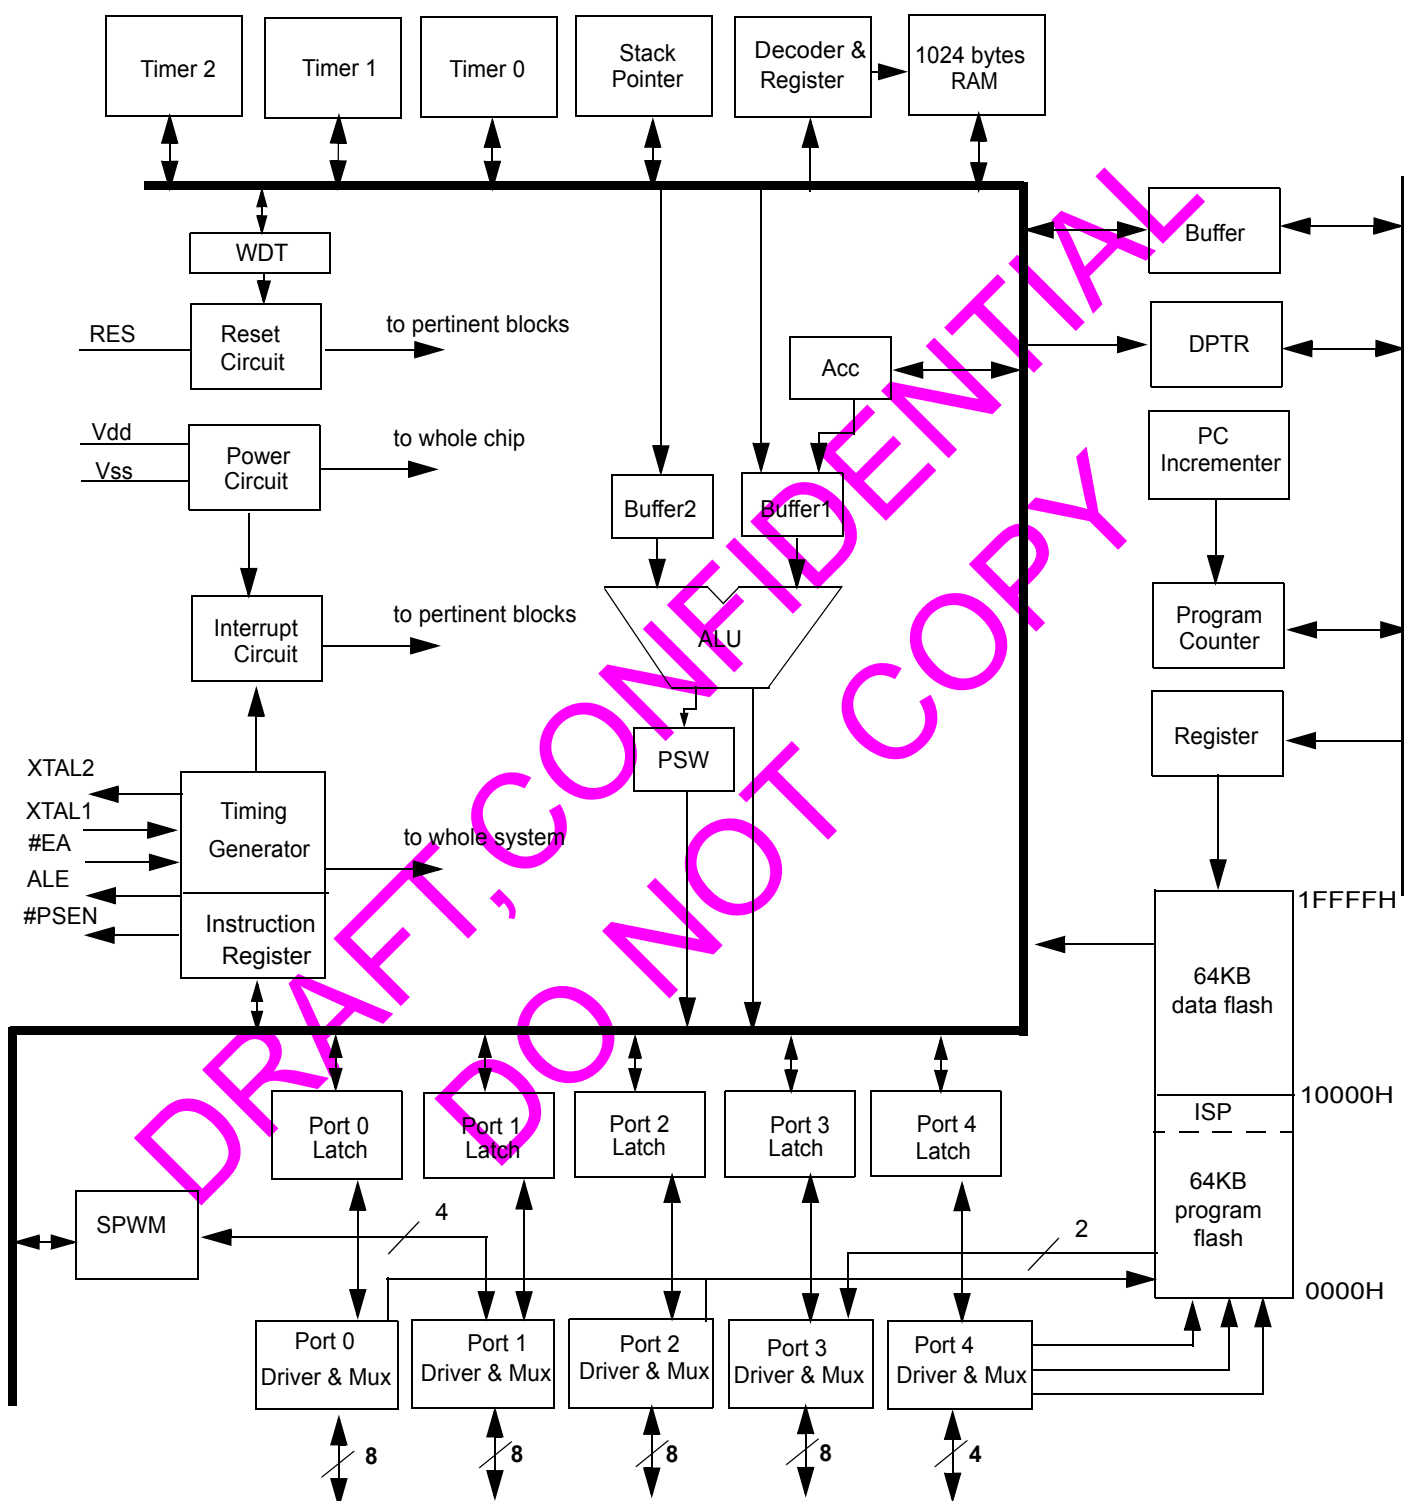 Timer 2
Timer 1
Timer 0
Stack
Pointer
Decoder &
Register
1024 bytes
RAM
WDT
Buffer
RES
Reset
Circuit
to pertinent blocks
DPTR
Acc
Vdd
Vss
Power
Circuit
to whole chip
PC
Incrementer
Buffer2
Buffer1
Interrupt
Circuit
to pertinent blocks
ALU
Program
Counter
PSW
Register
XTAL2
XTAL1
#EA
ALE
#PSEN
Timing
Generator
Instruction
Register
to whole system
1FFFFH
64KB
data flash
10000H
ISP
64KB
program
flash
0000H
Port 0
Latch
Port 1
Latch
Port 2
Latch
Port 3
Latch
Port 4
Latch
SPWM
4
2
Port 0
Driver & Mux
Port 1
Driver & Mux
Port 2
Driver & Mux
Port 3
Driver & Mux
Port 4
Driver & Mux
8
8
8
8
4
DRAFT,CONFIDENTIAL
DO NOT COPY